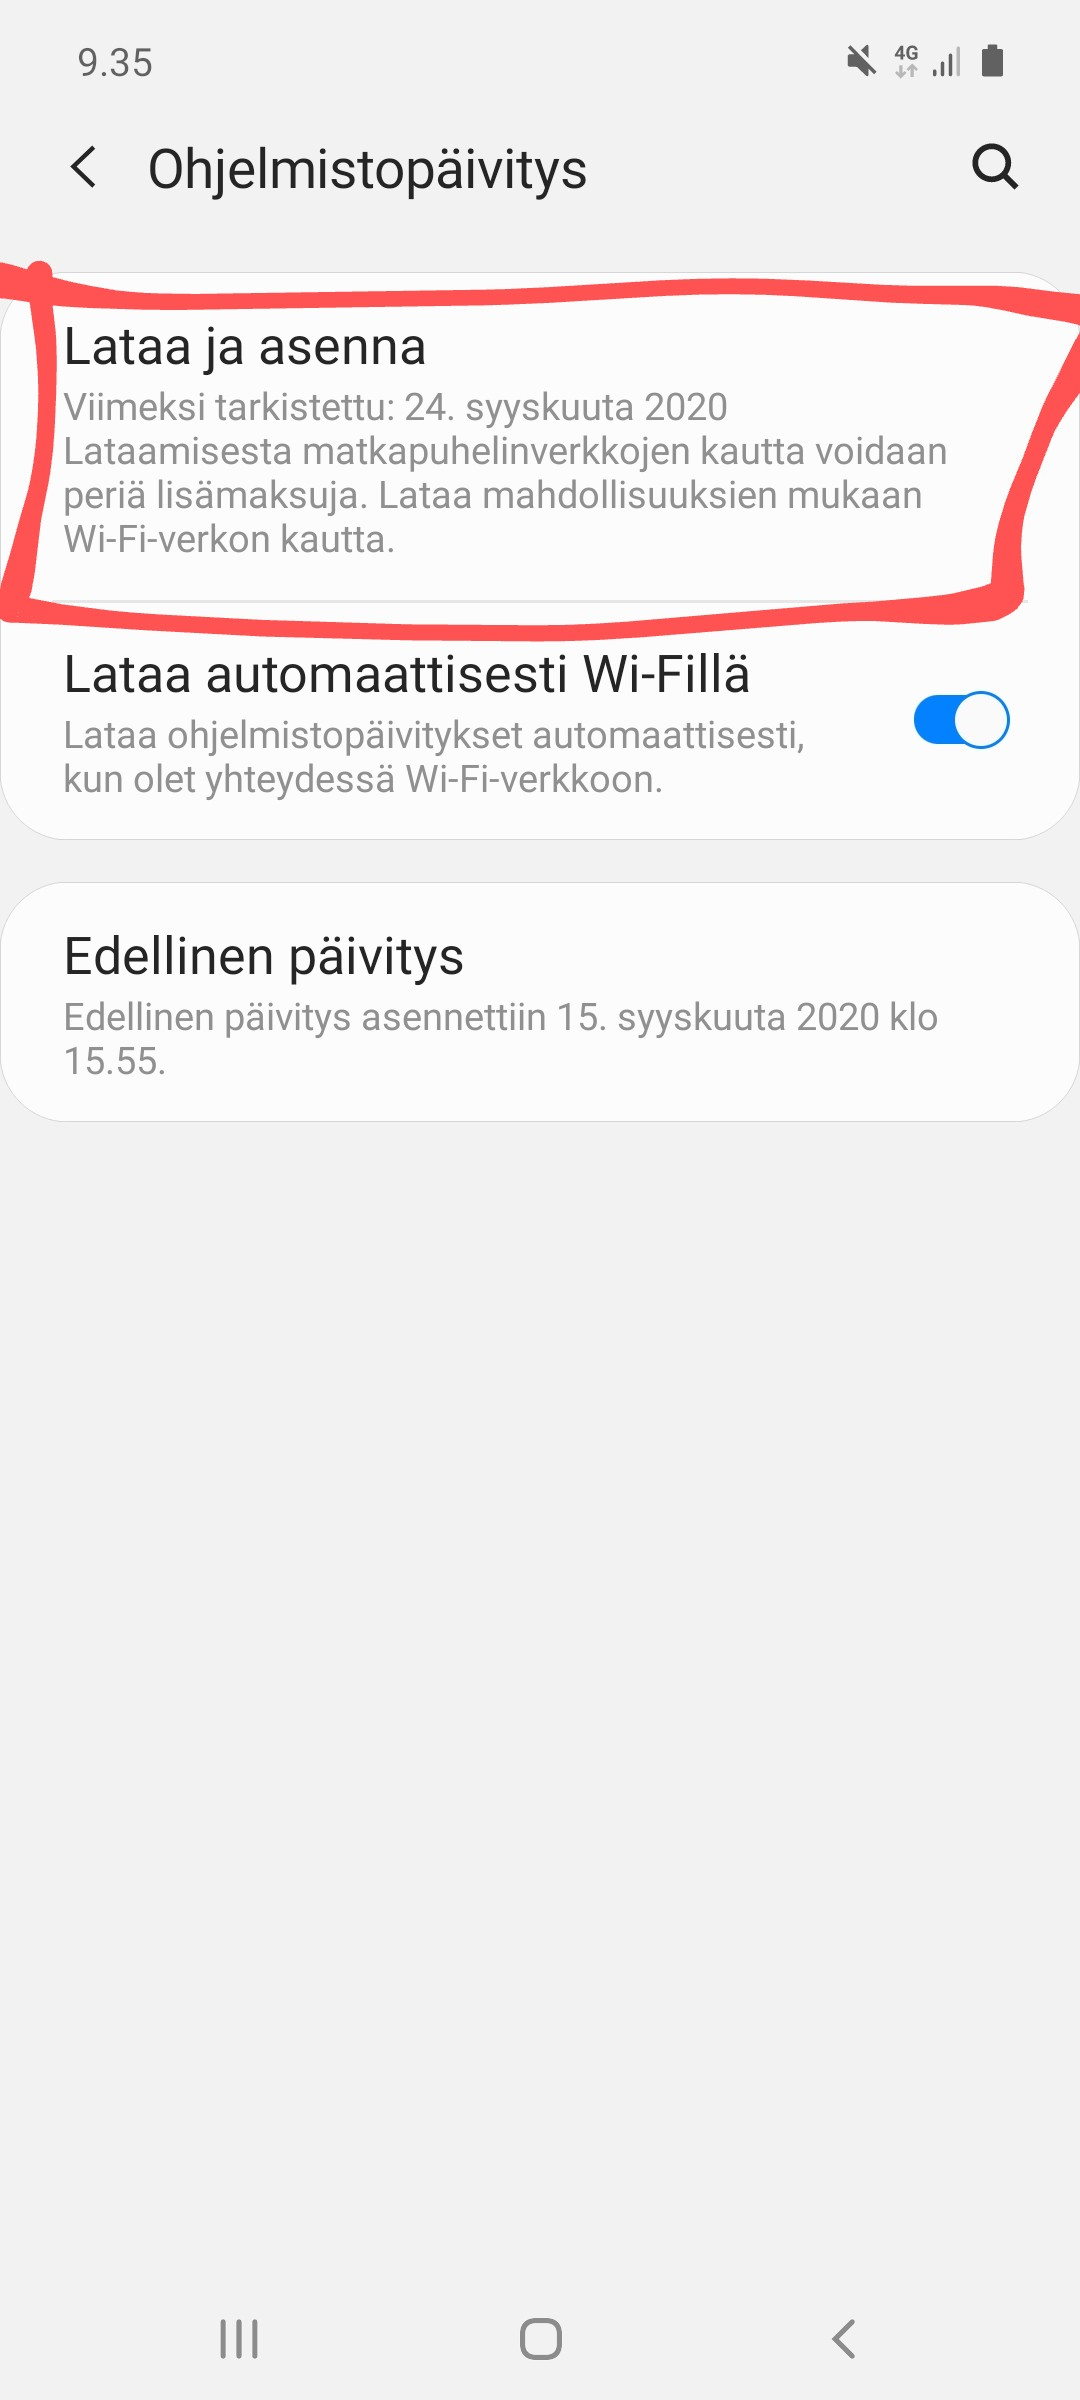 9.35
4G
Ohjelmistopäivitys
Lataa ja asenna
Viimeksi tarkistettu: 24. syyskuuta 2020
Lataamisesta matkapuhelinverkkojen kautta voidaan
periä lisämaksuja. Lataa mahdollisuuksien mukaan
Wi-Fi-verkon kautta.
Lataa automaattisesti Wi-Fillä
Lataa ohjelmistopäivitykset automaattisesti,
kun olet yhteydessä Wi-Fi-verkkoon.
Edellinen päivitys
Edellinen päivitys asennettiin 15. syyskuuta 2020 klo
15.55.